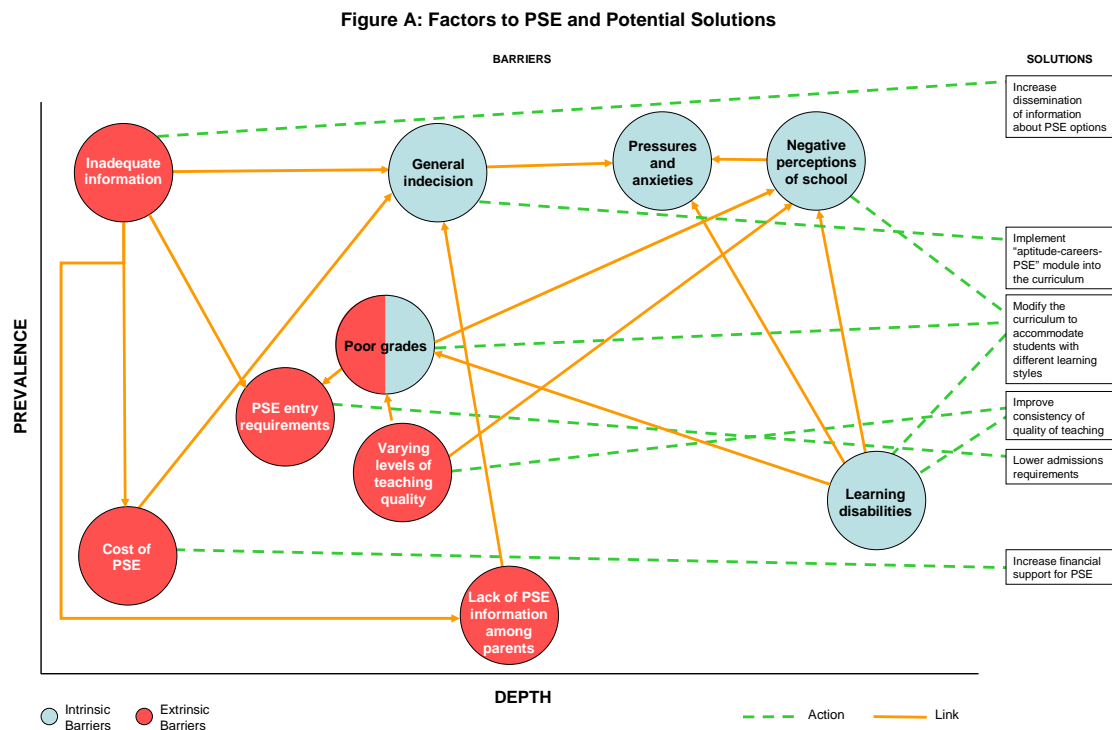 Figure A: Factors to PSE and Potential Solutions
BARRIERS
SOLUTIONS
Increase
dissemination
of information
about PSE options
Inadequate
information
General
indecision
Pressures
and
anxieties
Negative
perceptions
of school
Implement
“aptitude-careers-
PSE” module into
the curriculum
Modify the
curriculum to
accommodate
students with
different learning
styles
Poor grades
PREVALENCE
PSE entry
requirements
Improve
consistency of
quality of teaching
Varying
levels of
teaching
quality
Lower admissions
requirements
Learning
disabilities
Cost of
PSE
Increase financial
support for PSE
Lack of PSE
information
among
parents
DEPTH
Intrinsic
Barriers
Extrinsic
Barriers
Action
Link